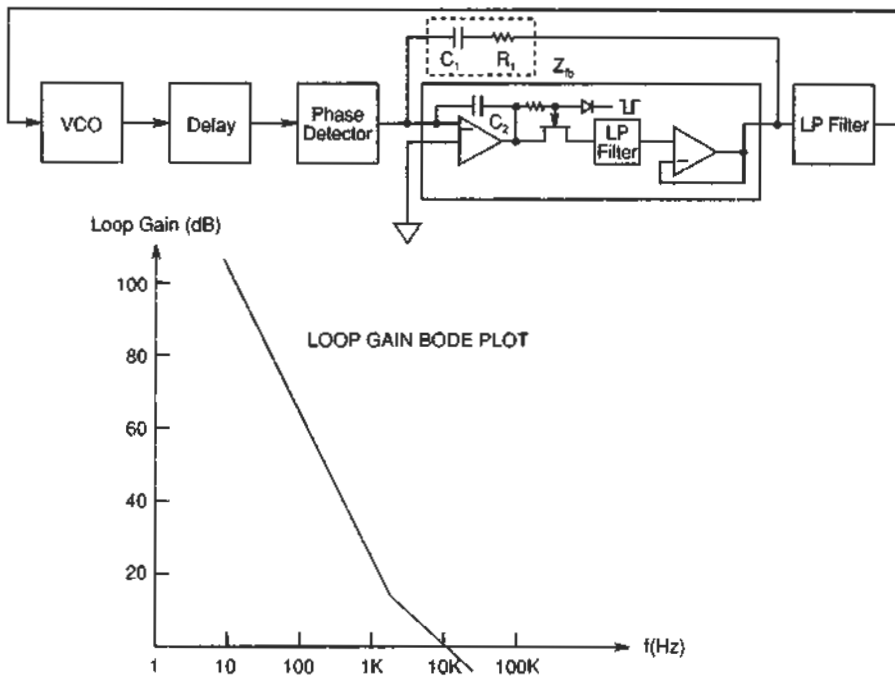 C1
R1
Zfb
VCO
Delay
Phase
Detector
C2
LP
Filter
LP Filter
Loop Gain (dB)
100
LOOP GAIN BODE PLOT
80
60
40
20
f(Hz)
1
10
100
1K
10K
100K